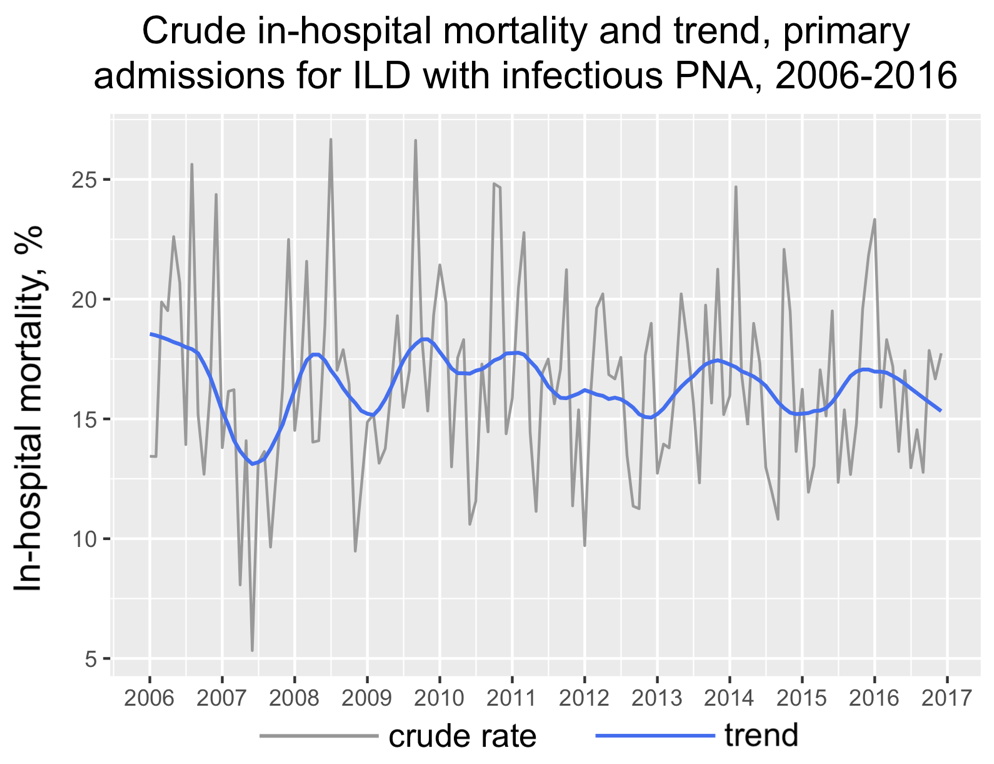 Crude in-hospital mortality and trend, primary
admissions for ILD with infectious PNA, 2006-2016
In-hospital mortality, %
25
20
15
10
5
2006 2007 2008 2009 2010 2011 2012 2013 2014 2015 2016 2017
crude rate trend